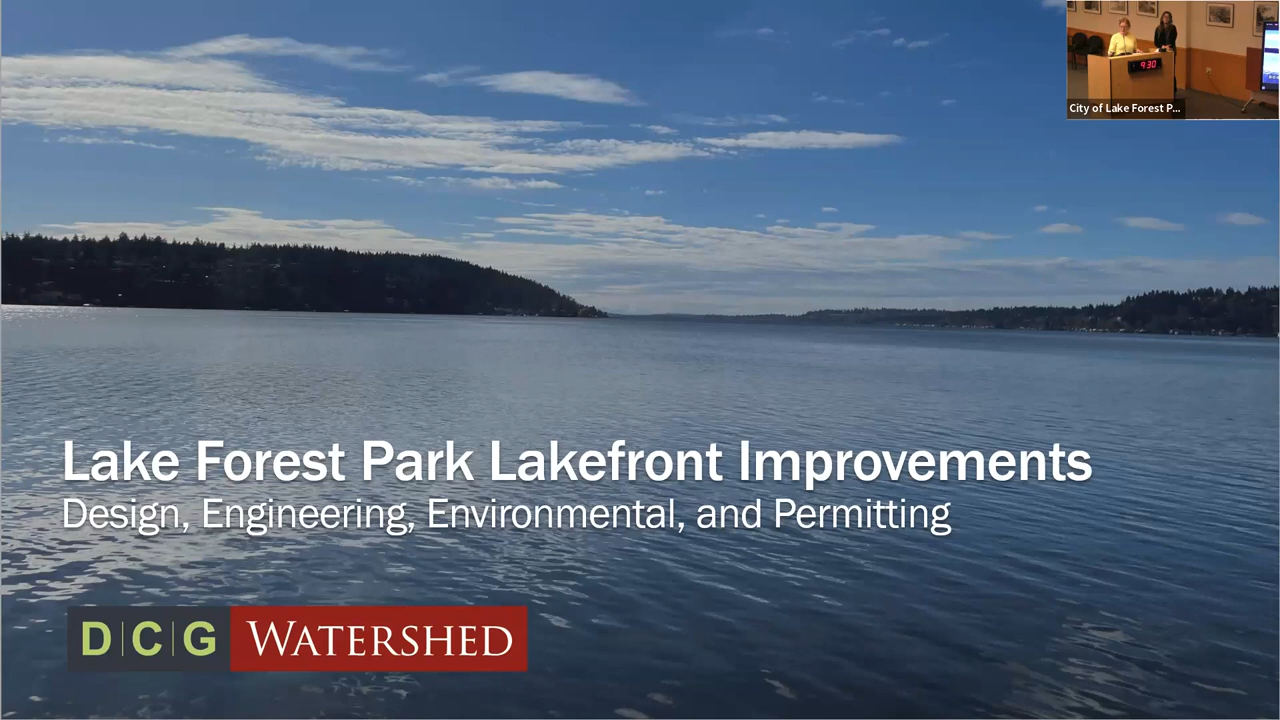 9:30
City of Lake Forest P...
Lake Forest Park Lakefront Improvements
Design, Engineering, Environmental, and Permitting
D|C|G WATERSHED